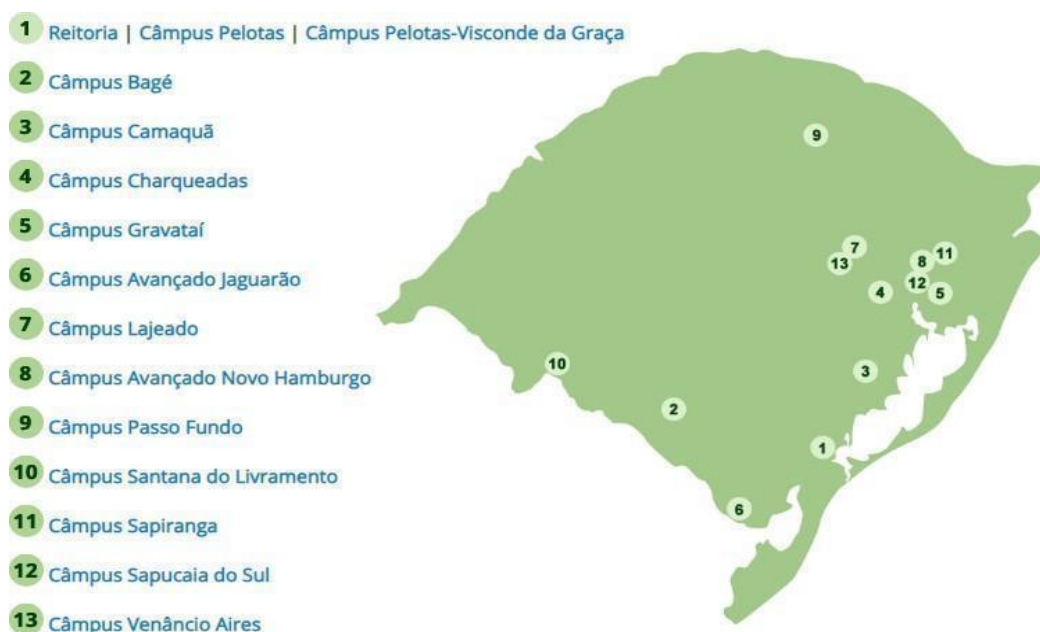 1 Reitoria | Câmpus Pelotas | Câmpus Pelotas-Visconde da Graça
2 Câmpus Bagé
3 Câmpus Camaquã
4 Câmpus Charqueadas
5 Câmpus Gravataí
6 Câmpus Avançado Jaguarão
7 Câmpus Lajeado
8 Câmpus Avançado Novo Hamburgo
9 Câmpus Passo Fundo
10 Câmpus Santana do Livramento
11 Câmpus Sapiranga
12 Câmpus Sapucaia do Sul
13 Câmpus Venâncio Aires
9
7
11
8
13
12
4
5
10
3
2
1
6